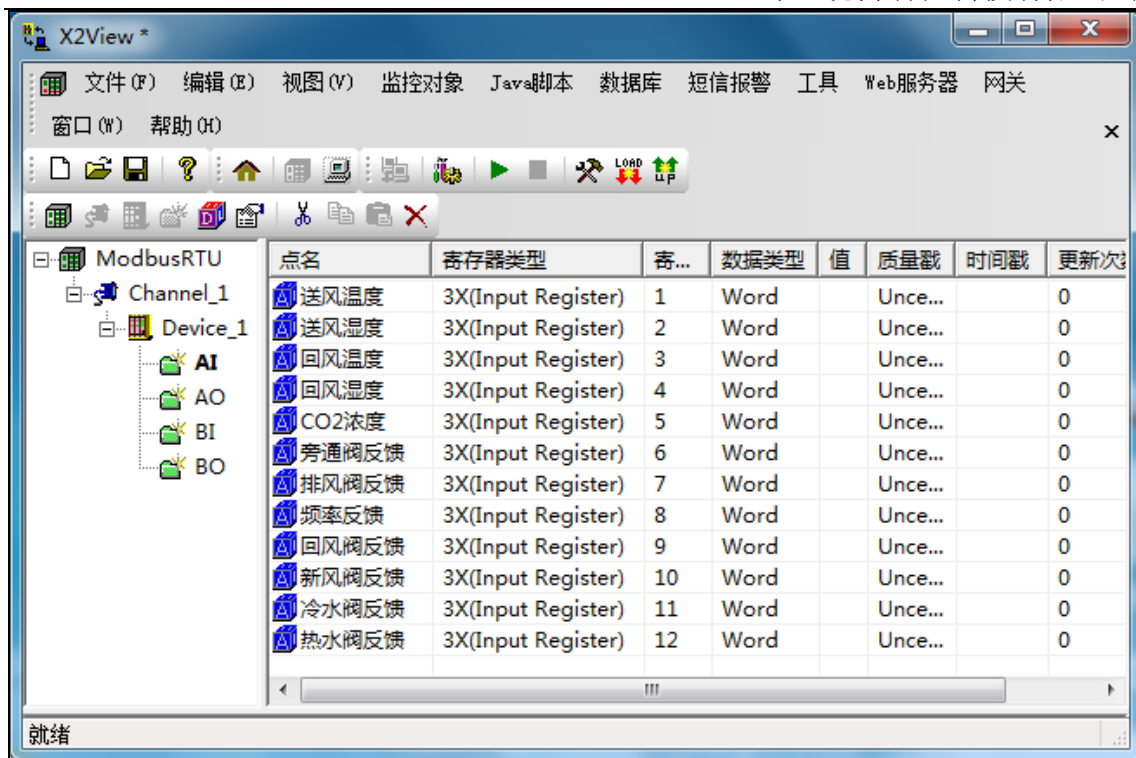 X2View *
文件(F) 编辑(E) 视图(V) 监控对象 Java脚本 数据库 短信报警 工具 Web服务器 网关
窗口(W) 帮助(H)
LOAD UP
ModbusRTU
Channel_1
Device_1
AI
AO
BI
BO
点名 寄存器类型 寄... 数据类型 值 质量戳 时间戳 更新次
送风温度 3X(Input Register) 1 Word Unce... 0
送风湿度 3X(Input Register) 2 Word Unce... 0
回风温度 3X(Input Register) 3 Word Unce... 0
回风湿度 3X(Input Register) 4 Word Unce... 0
CO2浓度 3X(Input Register) 5 Word Unce... 0
旁通阀反馈 3X(Input Register) 6 Word Unce... 0
排风阀反馈 3X(Input Register) 7 Word Unce... 0
频率反馈 3X(Input Register) 8 Word Unce... 0
回风阀反馈 3X(Input Register) 9 Word Unce... 0
新风阀反馈 3X(Input Register) 10 Word Unce... 0
冷水阀反馈 3X(Input Register) 11 Word Unce... 0
热水阀反馈 3X(Input Register) 12 Word Unce... 0
就绪